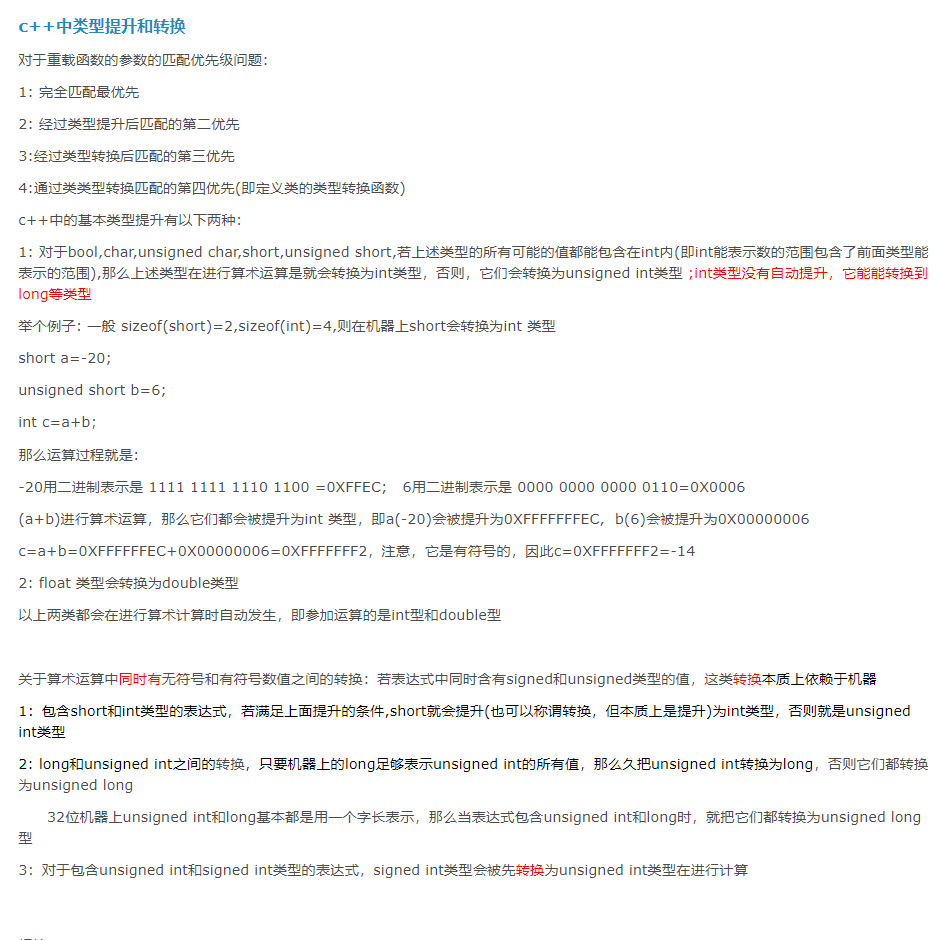 c++中类型提升和转换
对于重载函数的参数的匹配优先级问题：
1：完全匹配最优先
2：经过类型提升后匹配的第二优先
3:经过类型转换后匹配的第三优先
4:通过类类型转换匹配的第四优先(即定义类的类型转换函数)
c++中的基本类型提升有以下两种：
1：对于bool,char,unsigned char,short,unsigned short,若上述类型的所有可能的值都能包含在int内(即int能表示数的范围包含了前面类型能
表示的范围),那么上述类型在进行算术运算是就会转换为int类型，否则，它们会转换为unsigned int类型 ;int类型没有自动提升，它能能转换到
long等类型
举个例子：一般 sizeof(short)=2,sizeof(int)=4,则在机器上short会转换为int 类型
short a=-20；
unsigned short b=6；
int c=a+b；
那么运算过程就是：
-20用二进制表示是 1111 1111 1110 1100 =0XFFEC； 6用二进制表示是 0000 0000 0000 0110=0X0006
(a+b)进行算术运算，那么它们都会被提升为int 类型，即a(-20)会被提升为0XFFFFFFFEC，b(6)会被提升为0X00000006
c=a+b=0XFFFFFFEC+0X00000006=0XFFFFFFF2，注意，它是有符号的，因此c=0XFFFFFFF2=-14
2：float 类型会转换为double类型
以上两类都会在进行算术计算时自动发生，即参加运算的是int型和double型
关于算术运算中同时有无符号和有符号数值之间的转换：若表达式中同时含有signed和unsigned类型的值，这类转换本质上依赖于机器
1：包含short和int类型的表达式，若满足上面提升的条件,short就会提升(也可以称谓转换，但本质上是提升)为int类型，否则就是unsigned
int类型
2：long和unsigned int之间的转换，只要机器上的long足够表示unsigned int的所有值，那么久把unsigned int转换为long，否则它们都转换
为unsigned long
32位机器上unsigned int和long基本都是用一个字长表示，那么当表达式包含unsigned int和long时，就把它们都转换为unsigned long
型
3：对于包含unsigned int和signed int类型的表达式，signed int类型会被先转换为unsigned int类型在进行计算